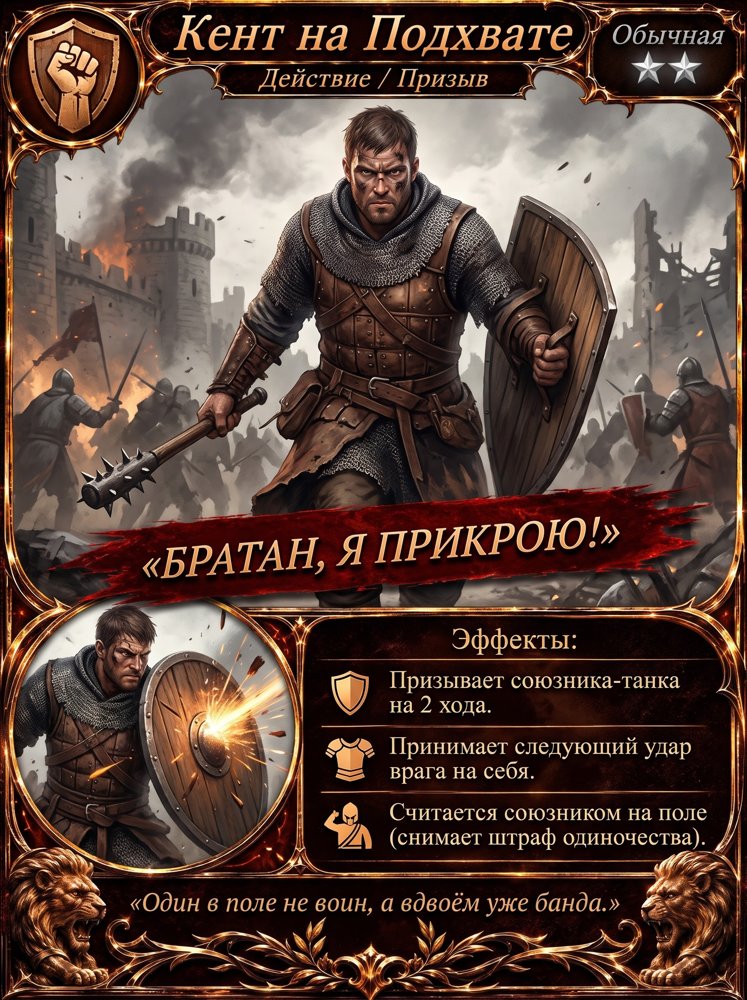 Кент на Подхвате
Обычная
Действие / Призыв
«БРАТАН, Я ПРИКРОЮ!»
Эффекты:
Призывает союзника-танка
на 2 хода.
Принимает следующий удар
врага на себя.
Считается союзником на поле
(снимает штраф одиночества).
«Один в поле не воин, а вдвоём уже банда.»